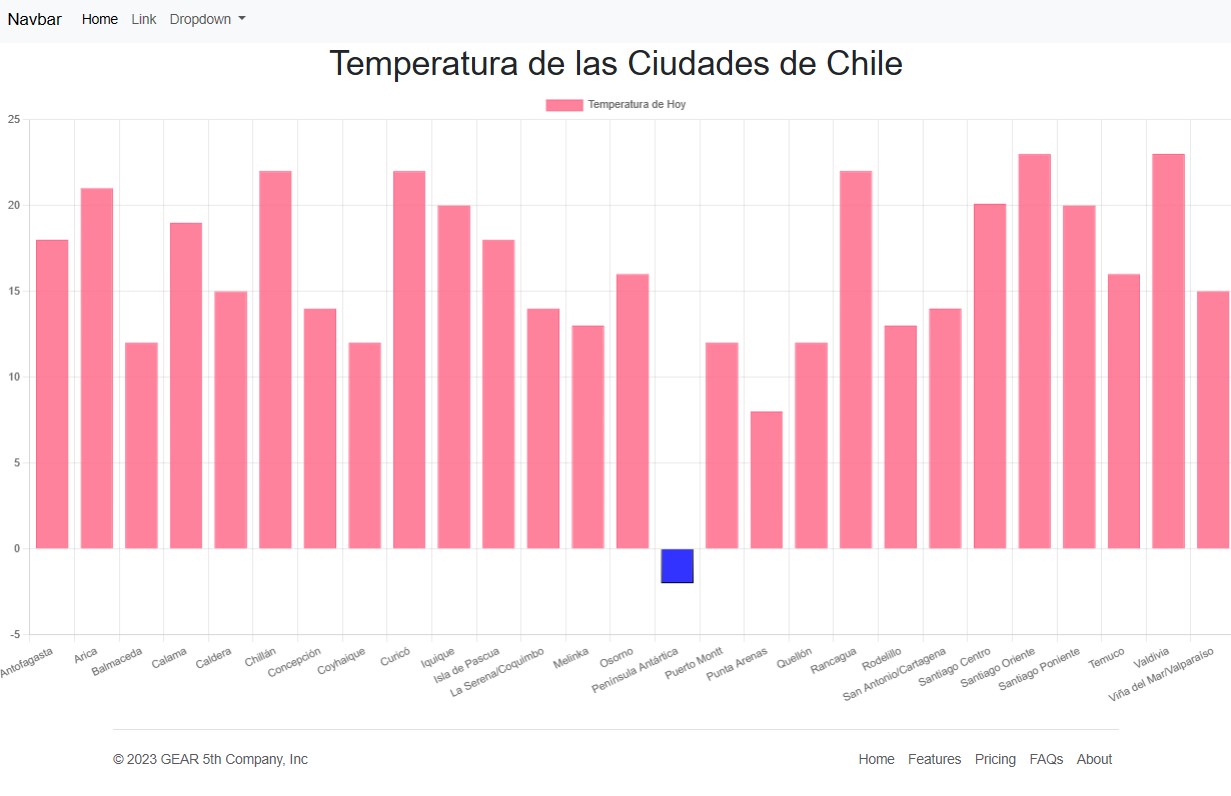 Navbar Home Link Dropdown
Temperatura de las Ciudades de Chile
Temperatura de Hoy
25
20
15
10
5
0
-5
Antofagasta
Arica
Balmaceda
Calama
Caldera
Chillán
Concepción
Coyhaique
Curicó
Iquique
Isla de Pascua
La Serena/Coquimbo
Melinka
Osorno
Península Antártica
Puerto Montt
Punta Arenas
Quellón
Rancagua
Rodelillo
San Antonio/Cartagena
Santiago Centro
Santiago Oriente
Santiago Poniente
Temuco
Valdivia
Viña del Mar/Valparaíso
© 2023 GEAR 5th Company, Inc
Home Features Pricing FAQs About